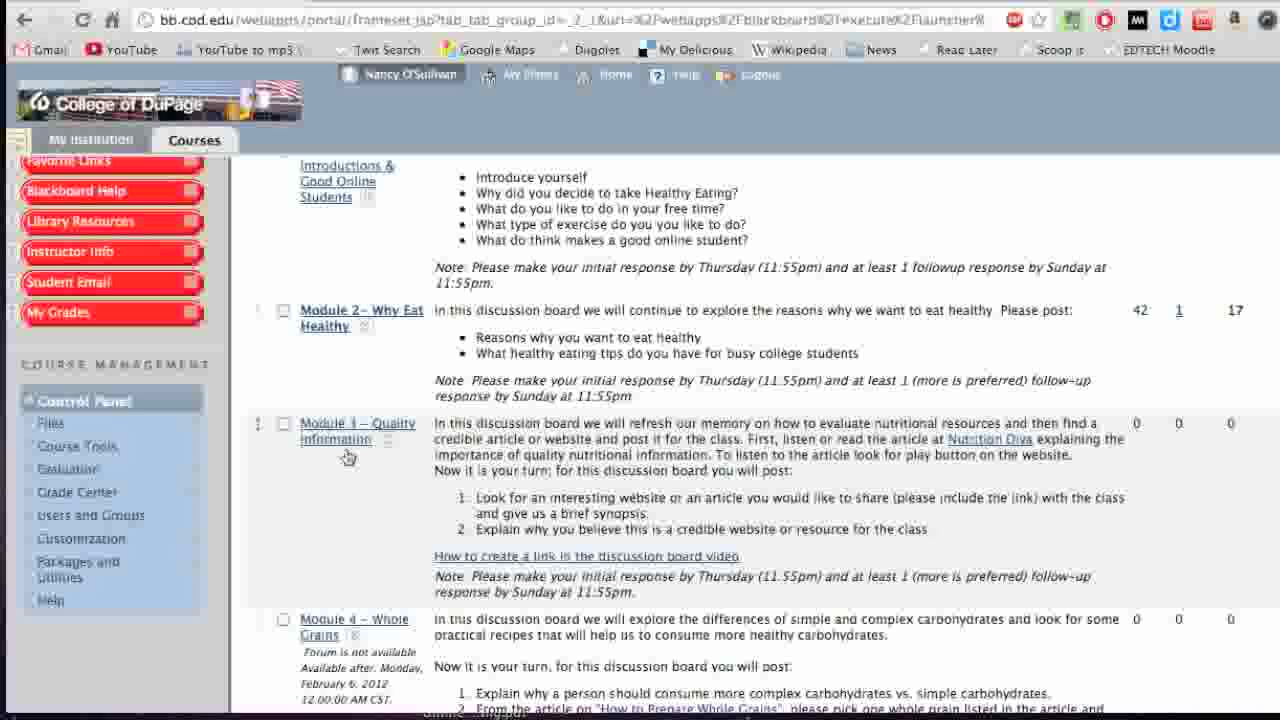 bb.cod.edu/webapps/portal/frameset.jsp?tab_tab_group_id=_2_1&url=%2Fwebapps%2Fblackboard%2Fexecute%2Flauncher
Gmail YouTube YouTube to mp3 Twit Search Google Maps Diigolet My Delicious Wikipedia News Read Later Scoop it EDTECH Moodle
Nancy O'Sullivan My Places Home Help Logout
College of DuPage
My Institution Courses
Favorite Links
Blackboard Help
Library Resources
Instructor Info
Student Email
My Grades
COURSE MANAGEMENT
Control Panel
Files
Course Tools
Evaluation
Grade Center
Users and Groups
Customization
Packages and
Utilities
Help
Introductions &
Good Online
Students
Introduce yourself
Why did you decide to take Healthy Eating?
What do you like to do in your free time?
What type of exercise do you you like to do?
What do think makes a good online student?
Note: Please make your initial response by Thursday (11:55pm) and at least 1 followup response by Sunday at
11:55pm.
Module 2- Why Eat
Healthy
In this discussion board we will continue to explore the reasons why we want to eat healthy. Please post:
42 1 17
Reasons why you want to eat healthy
What healthy eating tips do you have for busy college students
Note: Please make your initial response by Thursday (11:55pm) and at least 1 (more is preferred) follow-up
response by Sunday at 11:55pm
Module 3 - Quality
Information
In this discussion board we will refresh our memory on how to evaluate nutritional resources and then find a
credible article or website and post it for the class. First, listen or read the article at Nutrition Diva explaining the
importance of quality nutritional information. To listen to the article look for play button on the website.
Now it is your turn; for this discussion board you will post:
0 0 0
1. Look for an interesting website or an article you would like to share (please include the link) with the class
and give us a brief synopsis.
2. Explain why you believe this is a credible website or resource for the class
How to create a link in the discussion board video
Note: Please make your initial response by Thursday (11:55pm) and at least 1 (more is preferred) follow-up
response by Sunday at 11:55pm.
Module 4 - Whole
Grains
Forum is not available
Available after: Monday,
February 6, 2012
12:00:00 AM CST.
In this discussion board we will explore the differences of simple and complex carbohydrates and look for some
practical recipes that will help us to consume more healthy carbohydrates.
0 0 0
Now it is your turn, for this discussion board you will post:
1. Explain why a person should consume more complex carbohydrates vs. simple carbohydrates.
2. From the article on "How to Prepare Whole Grains", please pick one whole grain listed in the article and